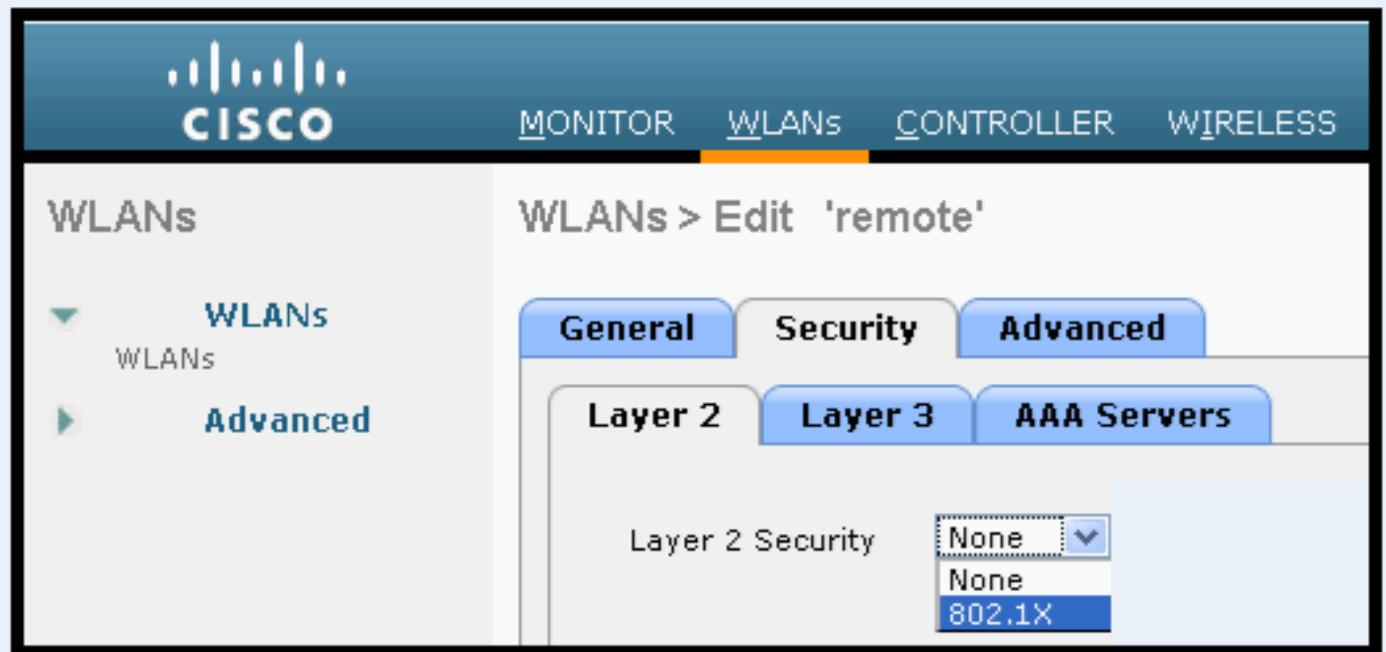 CISCO
MONITOR WLANs CONTROLLER WIRELESS
WLANs
WLANs > Edit 'remote'
WLANs
WLANs
Advanced
General Security Advanced
Layer 2 Layer 3 AAA Servers
Layer 2 Security None
None
802.1X